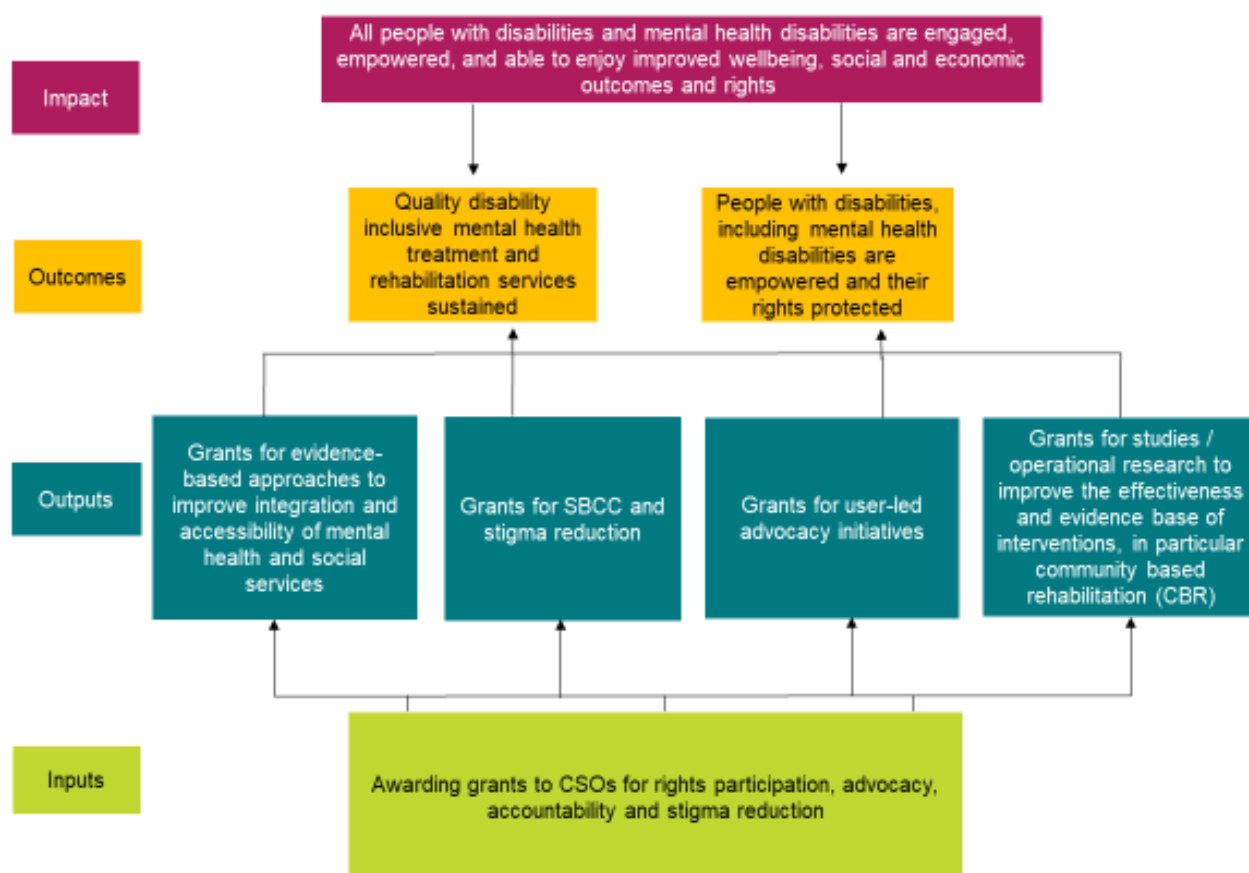 All people with disabilities and mental health disabilities are engaged,
empowered, and able to enjoy improved wellbeing, social and economic
outcomes and rights
Impact
Quality disability
inclusive mental health
treatment and
rehabilitation services
sustained
People with disabilities,
including mental health
disabilities are
empowered and their
rights protected
Outcomes
Grants for evidence-
based approaches to
improve integration and
accessibility of mental
health and social
services
Grants for SBCC and
stigma reduction
Grants for user-led
advocacy initiatives
Grants for studies /
operational research to
improve the effectiveness
and evidence base of
interventions, in particular
community based
rehabilitation (CBR)
Outputs
Inputs
Awarding grants to CSOs for rights participation, advocacy,
accountability and stigma reduction